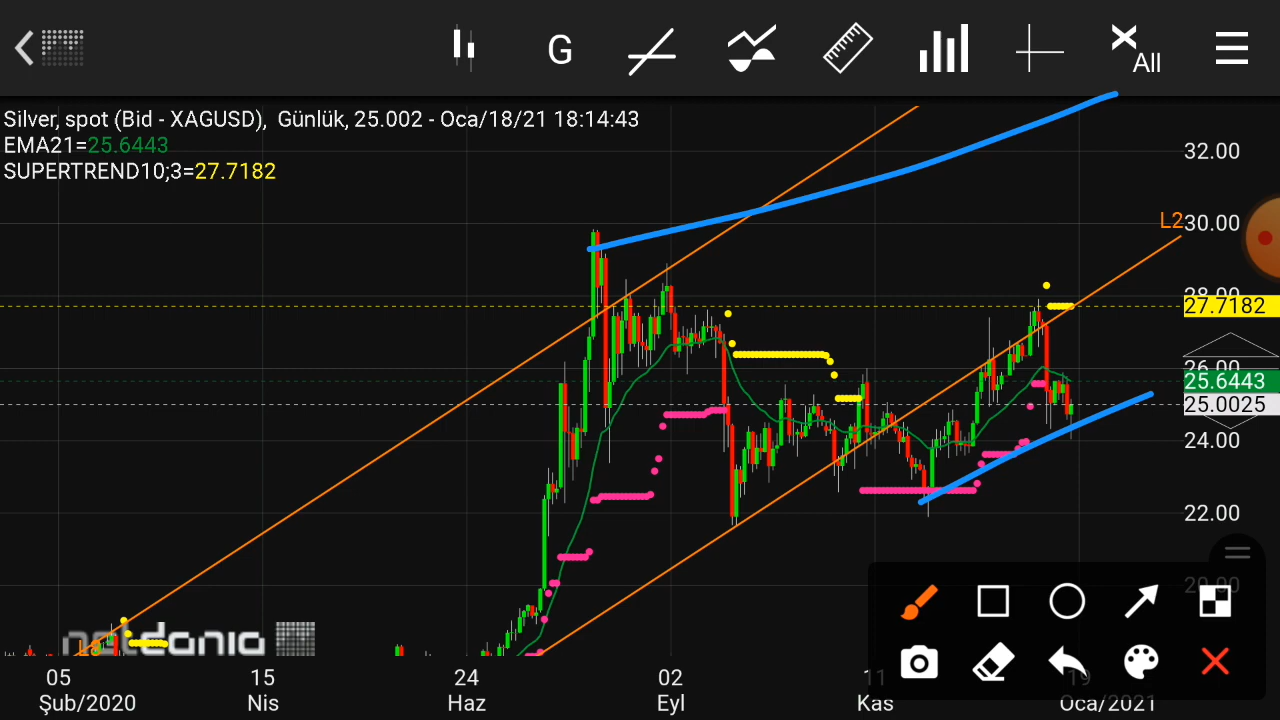 G
All
Silver, spot (Bid - XAGUSD), Günlük, 25.002 - Oca/18/21 18:14:43
EMA21=25.6443
SUPERTREND10;3=27.7182
32.00
L2
30.00
28.00
27.7182
26.00
25.6443
25.0025
24.00
22.00
20.00
netdania
05
15
24
02
11
19
Şub/2020
Nis
Haz
Eyl
Kas
Oca/2021